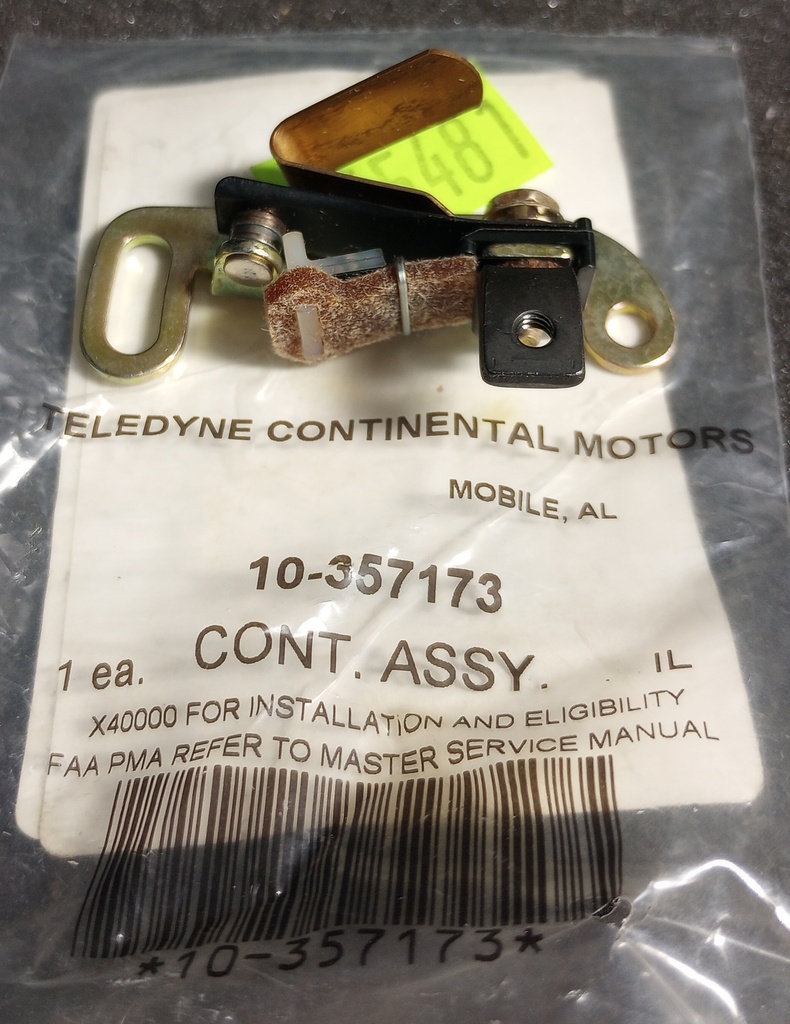 5481
TELEDYNE CONTINENTAL MOTORS
MOBILE, AL
10-357173
1 ea. CONT. ASSY. IL
X40000 FOR INSTALLATION AND ELIGIBILITY
FAA PMA REFER TO MASTER SERVICE MANUAL
*10-357173*